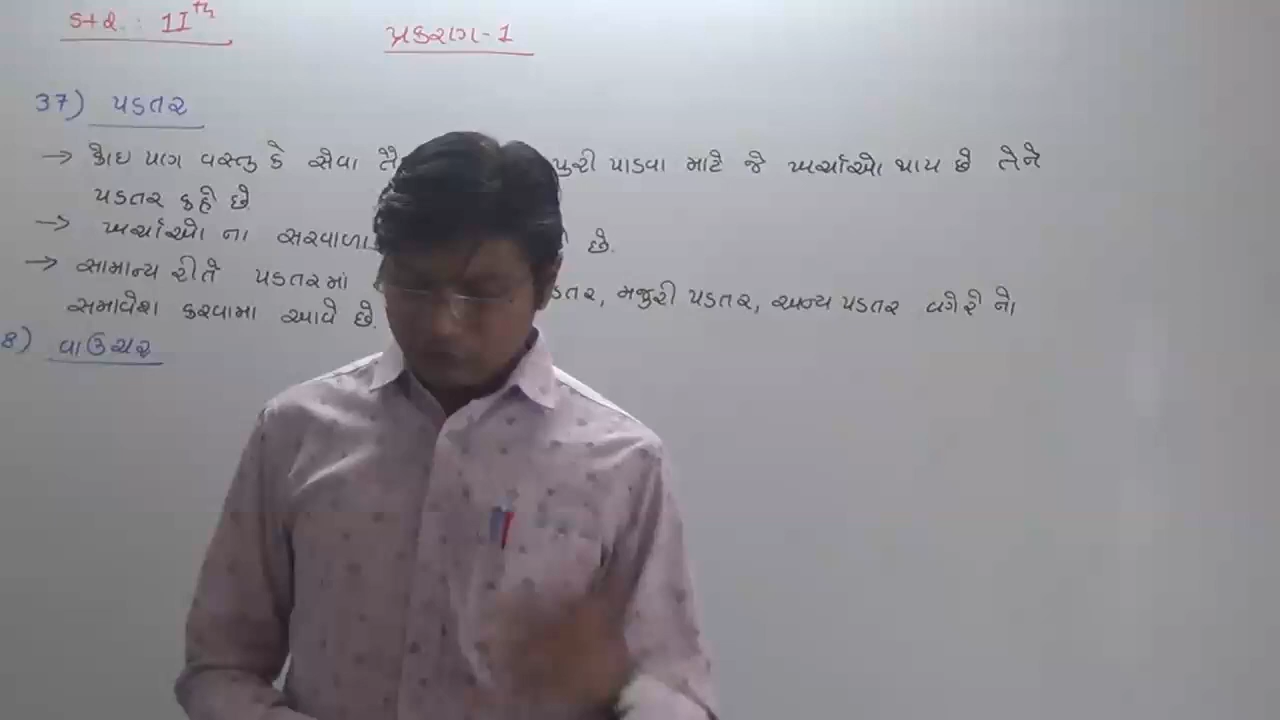 STD. : 11th
પ્રકરણ-1
37) પડતર
→ કોઇ પણ વસ્તુ કે સેવા પુરી પાડવા માટે જે ખર્ચાઓ થાય છે તેને
પડતર કહે છે.
→ ખર્ચાઓ ના સરવાળા છે.
→ સામાન્ય રીતે પડતરમાં પડતર, મજુરી પડતર, અન્ય પડતર વગેરે નો
સમાવેશ કરવામા આવે છે.
8) વાઉચર